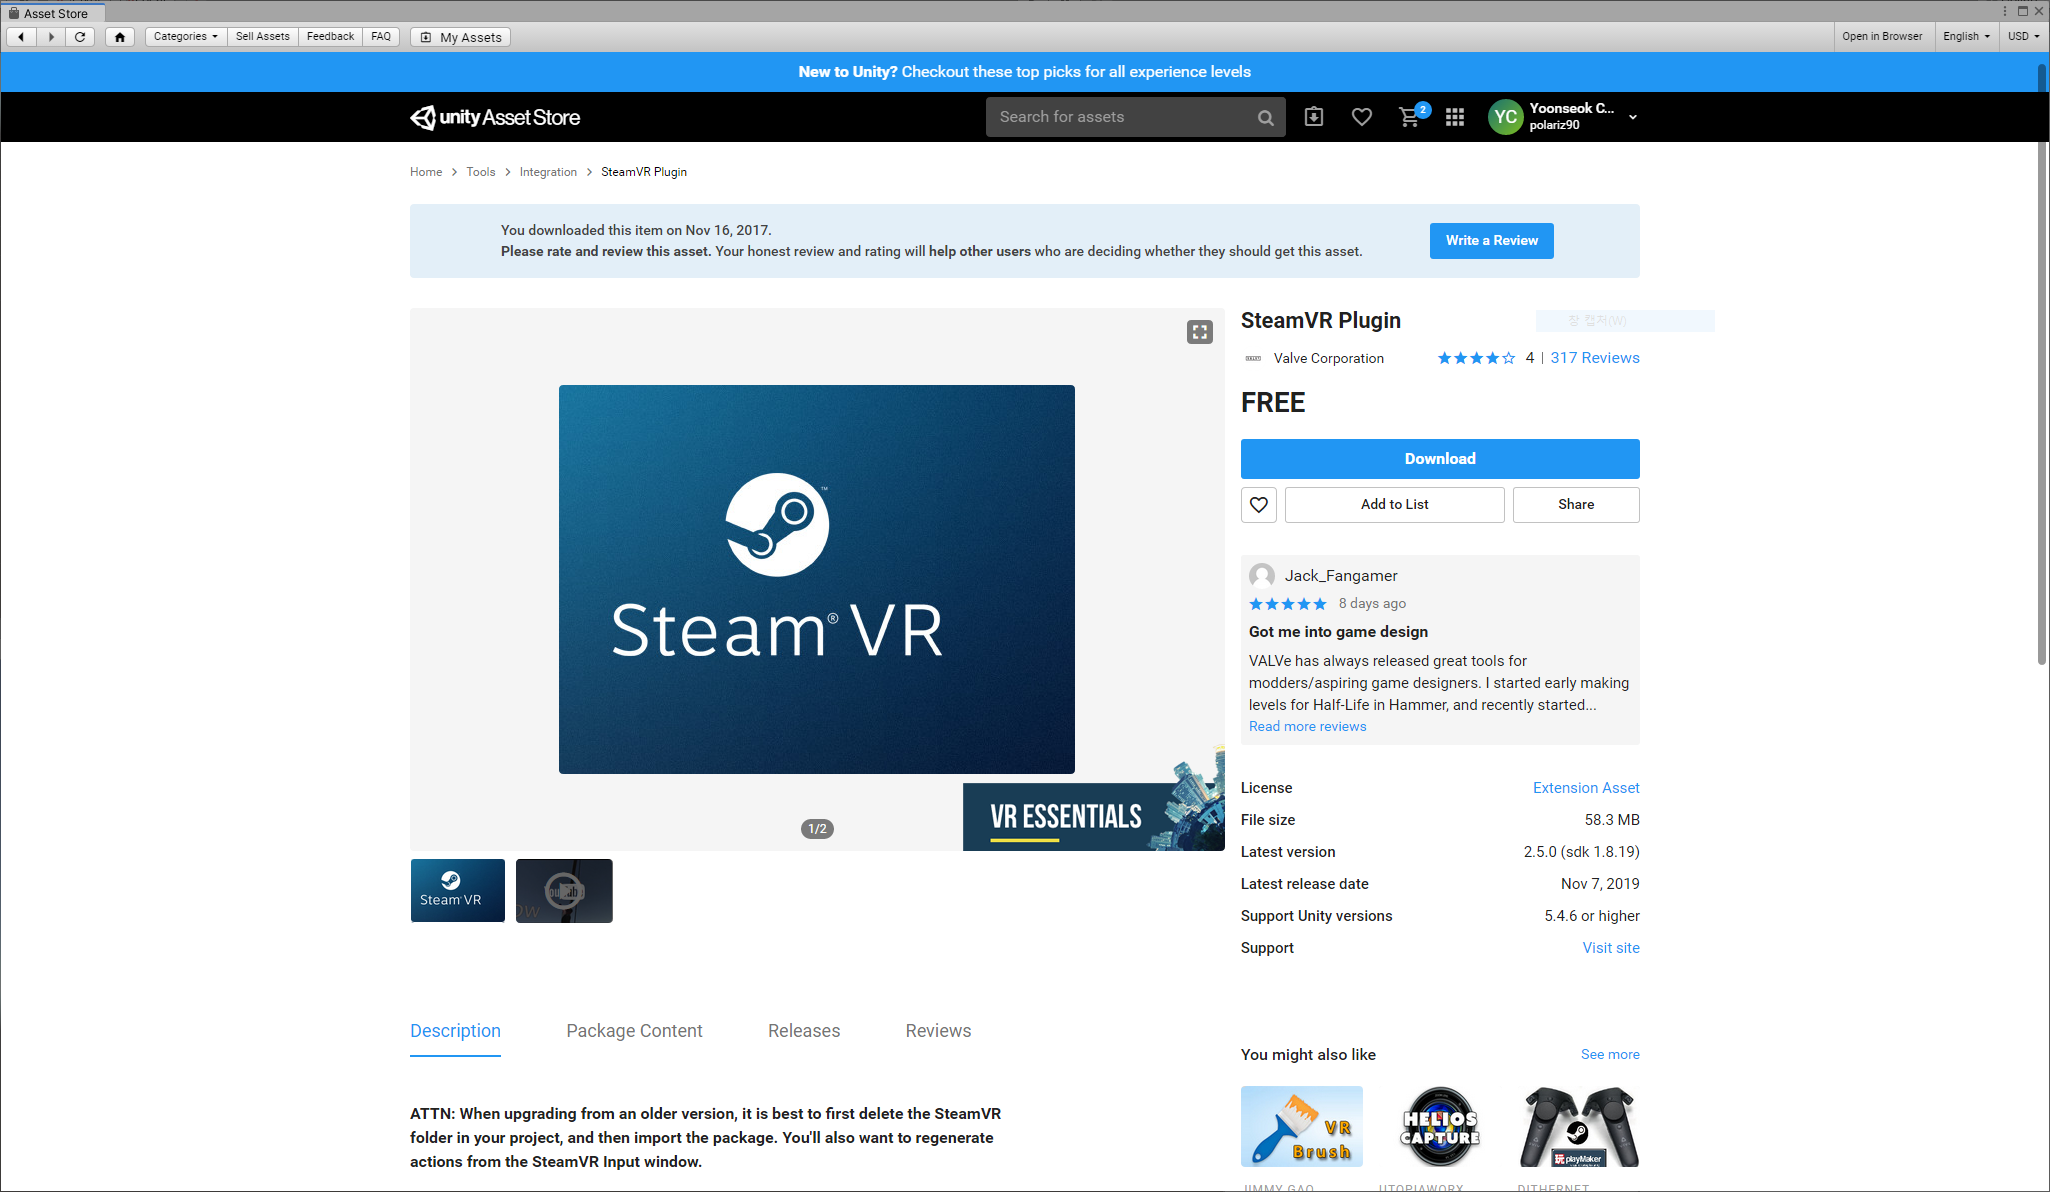 Asset Store
Categories
Sell Assets
Feedback
FAQ
My Assets
Open in Browser
English
USD
New to Unity? Checkout these top picks for all experience levels
unity Asset Store
Search for assets
2
YC
Yoonseok C...
polariz90
Home > Tools > Integration > SteamVR Plugin
You downloaded this item on Nov 16, 2017.
Please rate and review this asset. Your honest review and rating will help other users who are deciding whether they should get this asset.
Write a Review
Steam® VR
™
VR ESSENTIALS
1/2
Steam VR
YouTube
SteamVR Plugin
창 캡처(W)
Valve Corporation
4 | 317 Reviews
FREE
Download
Add to List
Share
Jack_Fangamer
8 days ago
Got me into game design
VALVe has always released great tools for
modders/aspiring game designers. I started early making
levels for Half-Life in Hammer, and recently started...
Read more reviews
License Extension Asset
File size 58.3 MB
Latest version 2.5.0 (sdk 1.8.19)
Latest release date Nov 7, 2019
Support Unity versions 5.4.6 or higher
Support Visit site
Description
Package Content
Releases
Reviews
ATTN: When upgrading from an older version, it is best to first delete the SteamVR
folder in your project, and then import the package. You'll also want to regenerate
actions from the SteamVR Input window.
You might also like
See more
VR
Brush
HELIOS
CAPTURE
playMaker
JIMMY GAO
UTOPIAWORX
DITHERNET